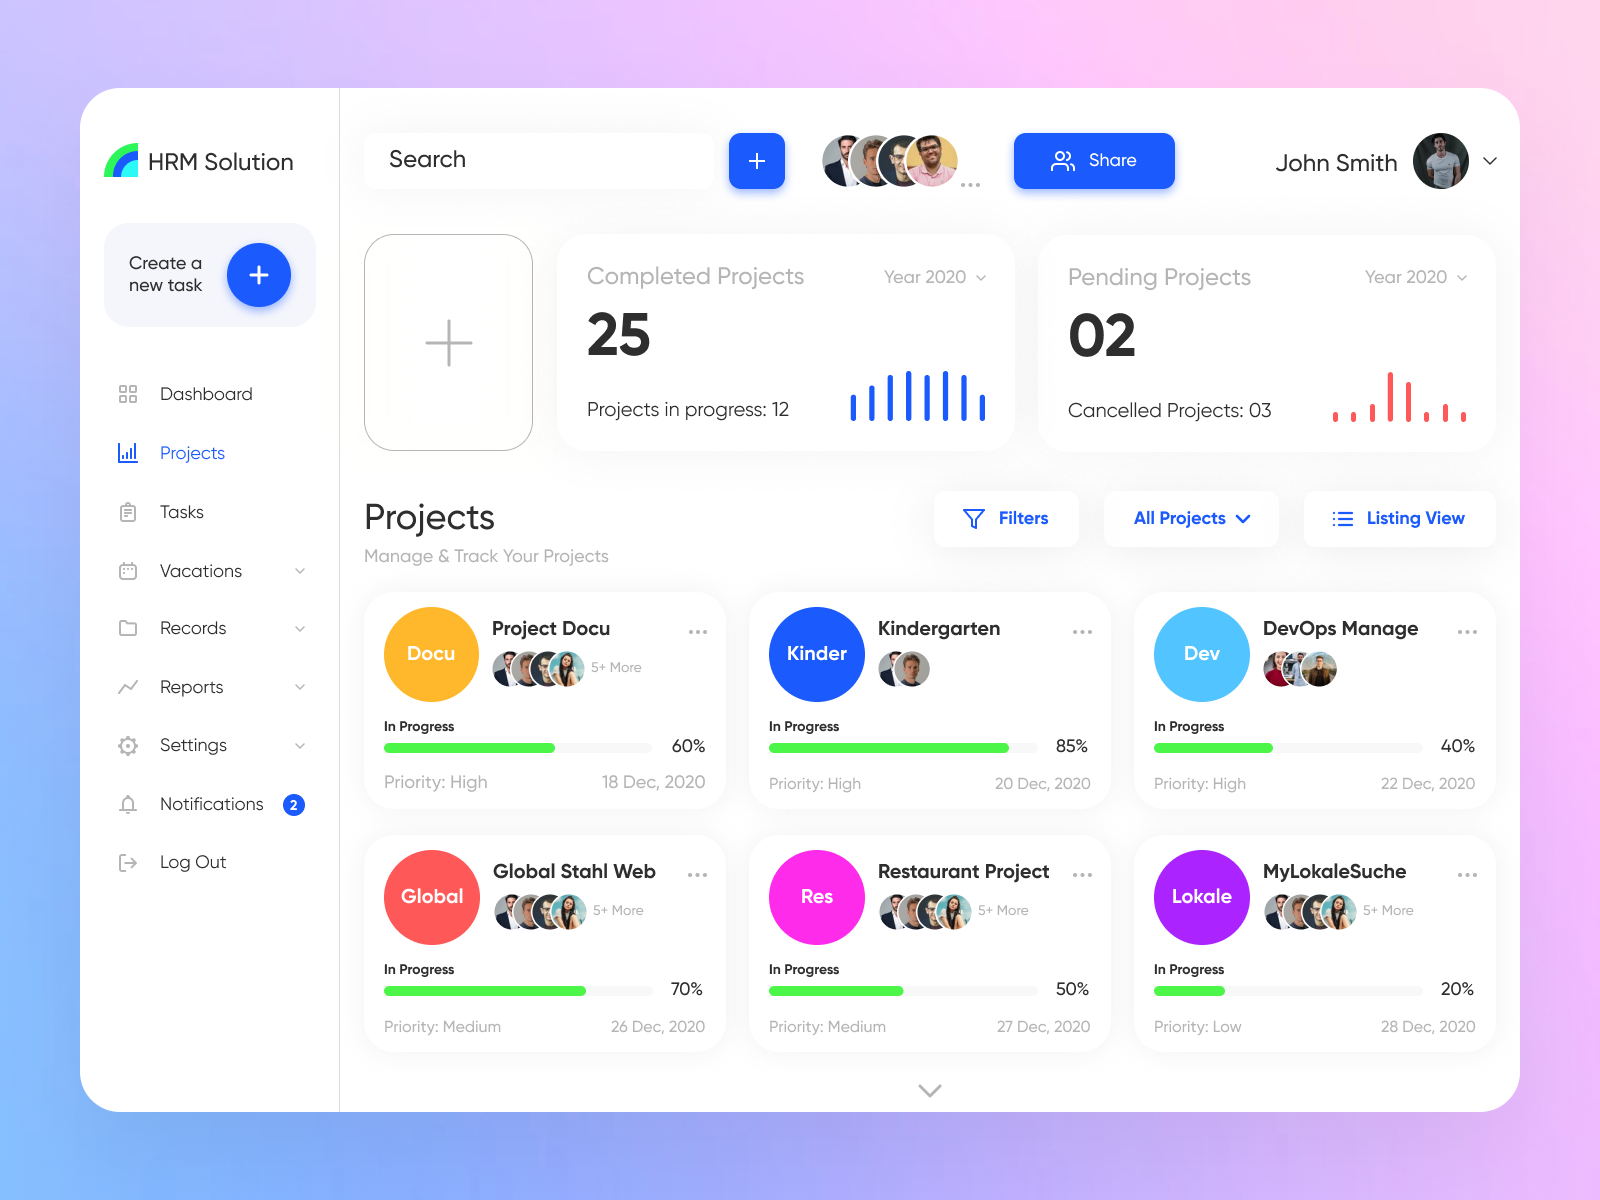 HRM Solution
Create a
new task
Dashboard
Projects
Tasks
Vacations
Records
Reports
Settings
Notifications 2
Log Out
Search
Share
John Smith
Completed Projects Year 2020
25
Projects in progress: 12
Pending Projects Year 2020
02
Cancelled Projects: 03
Projects
Manage & Track Your Projects
Filters
All Projects
Listing View
Docu
Project Docu
5+ More
In Progress
60%
Priority: High 18 Dec, 2020
Kinder
Kindergarten
In Progress
85%
Priority: High 20 Dec, 2020
Dev
DevOps Manage
In Progress
40%
Priority: High 22 Dec, 2020
Global
Global Stahl Web
5+ More
In Progress
70%
Priority: Medium 26 Dec, 2020
Res
Restaurant Project
5+ More
In Progress
50%
Priority: Medium 27 Dec, 2020
Lokale
MyLokaleSuche
5+ More
In Progress
20%
Priority: Low 28 Dec, 2020